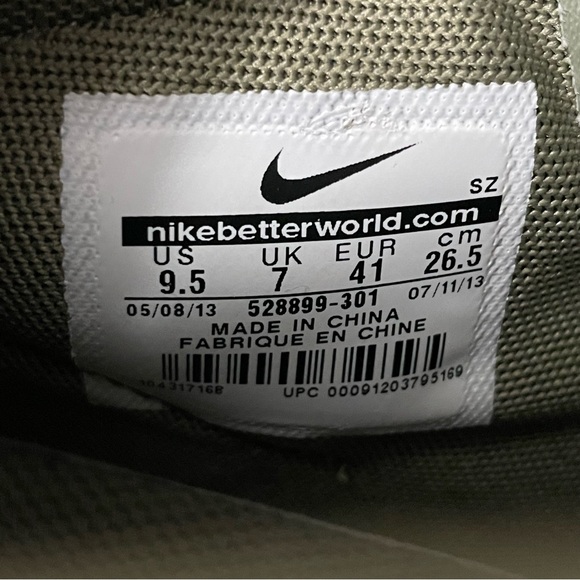 SZ
nikebetterworld.com
US UK EUR cm
9.5 7 41 26.5
05/08/13 528899-301 07/11/13
MADE IN CHINA
FABRIQUE EN CHINE
UPC 00091203795169